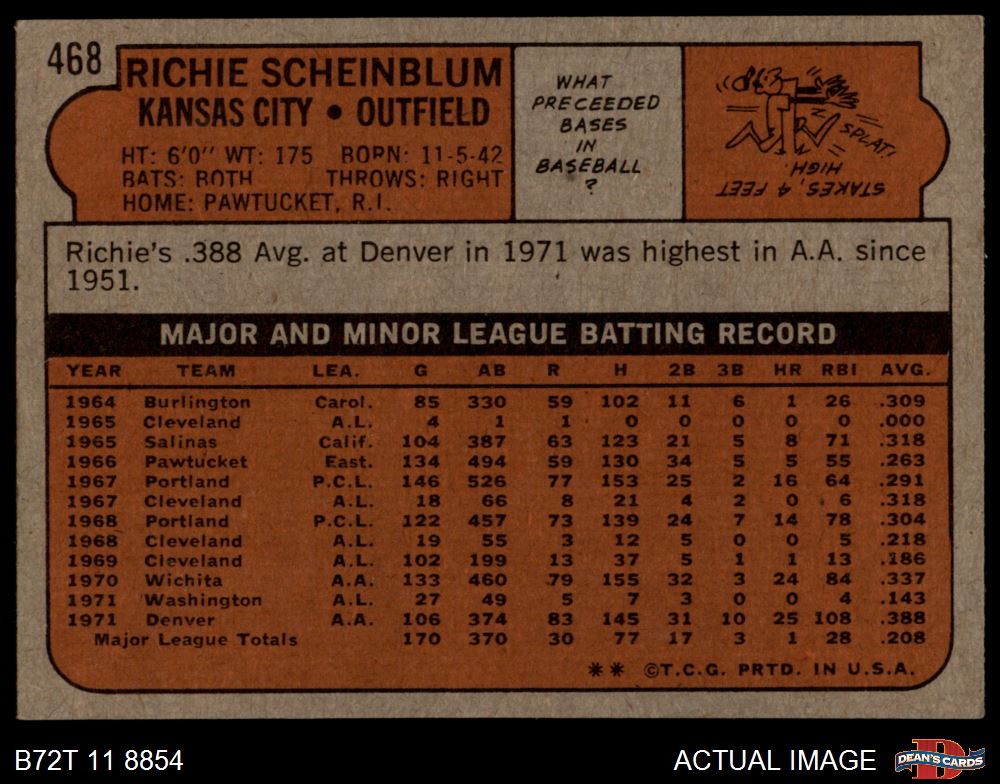 468
RICHIE SCHEINBLUM
KANSAS CITY • OUTFIELD
HT: 6'0" WT: 175 BORN: 11-5-42
BATS: BOTH THROWS: RIGHT
HOME: PAWTUCKET, R.I.
WHAT
PRECEEDED
BASES
IN
BASEBALL
?
SPLAT!
STAKES, 4 FEET
HIGH.
Richie's .388 Avg. at Denver in 1971 was highest in A.A. since
1951.
MAJOR AND MINOR LEAGUE BATTING RECORD
YEAR TEAM LEA. G AB R H 2B 3B HR RBI AVG.
1964 Burlington Carol. 85 330 59 102 11 6 1 26 .309
1965 Cleveland A.L. 4 1 1 0 0 0 0 0 .000
1965 Salinas Calif. 104 387 63 123 21 5 8 71 .318
1966 Pawtucket East. 134 494 59 130 34 5 5 55 .263
1967 Portland P.C.L. 146 526 77 153 25 2 16 64 .291
1967 Cleveland A.L. 18 66 8 21 4 2 0 6 .318
1968 Portland P.C.L. 122 457 73 139 24 7 14 78 .304
1968 Cleveland A.L. 19 55 3 12 5 0 0 5 .218
1969 Cleveland A.L. 102 199 13 37 5 1 1 13 .186
1970 Wichita A.A. 133 460 79 155 32 3 24 84 .337
1971 Washington A.L. 27 49 5 7 3 0 0 4 .143
1971 Denver A.A. 106 374 83 145 31 10 25 108 .388
Major League Totals 170 370 30 77 17 3 1 28 .208
** ©T.C.G. PRTD. IN U.S.A.
B72T 11 8854
ACTUAL IMAGE
DEAN'S CARDS